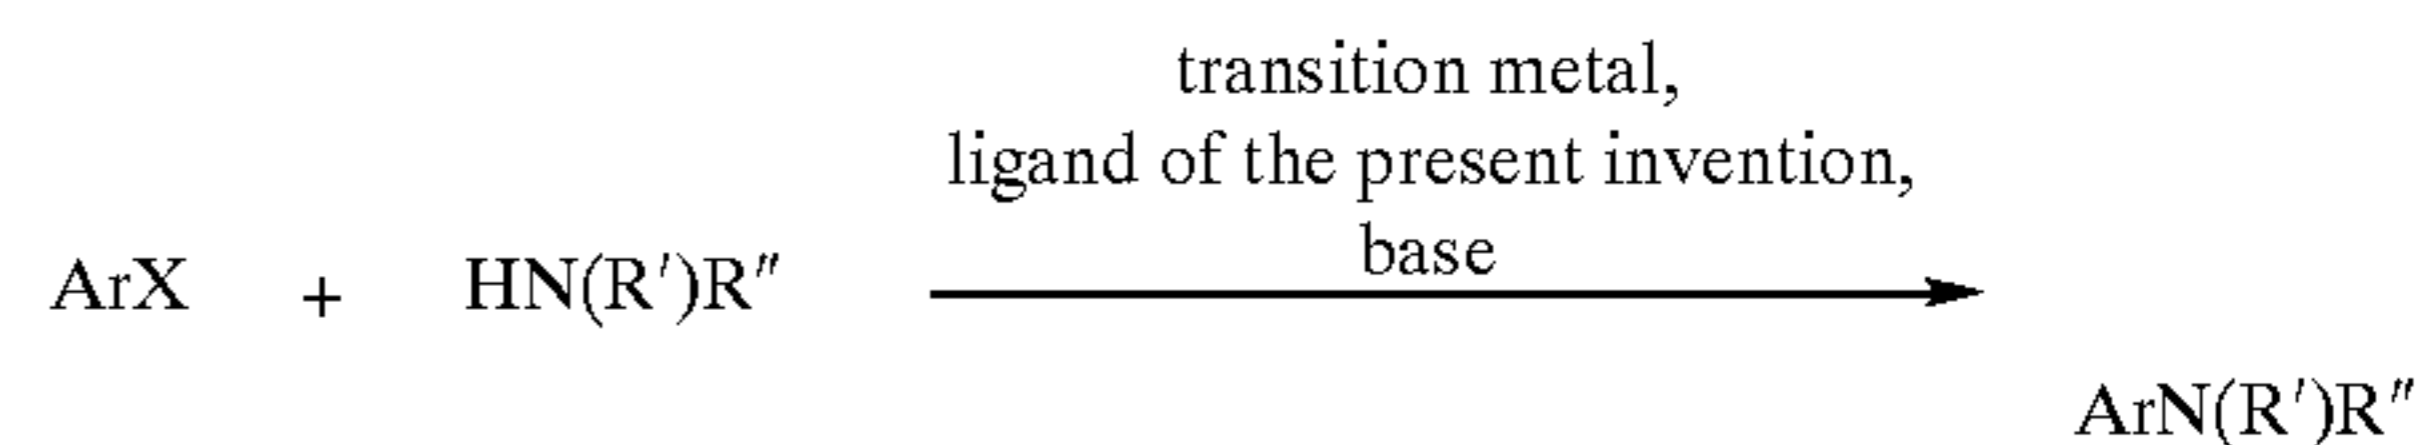 transition metal,
ligand of the present invention,
base
ArX + HN(R′)R″
ArN(R′)R″